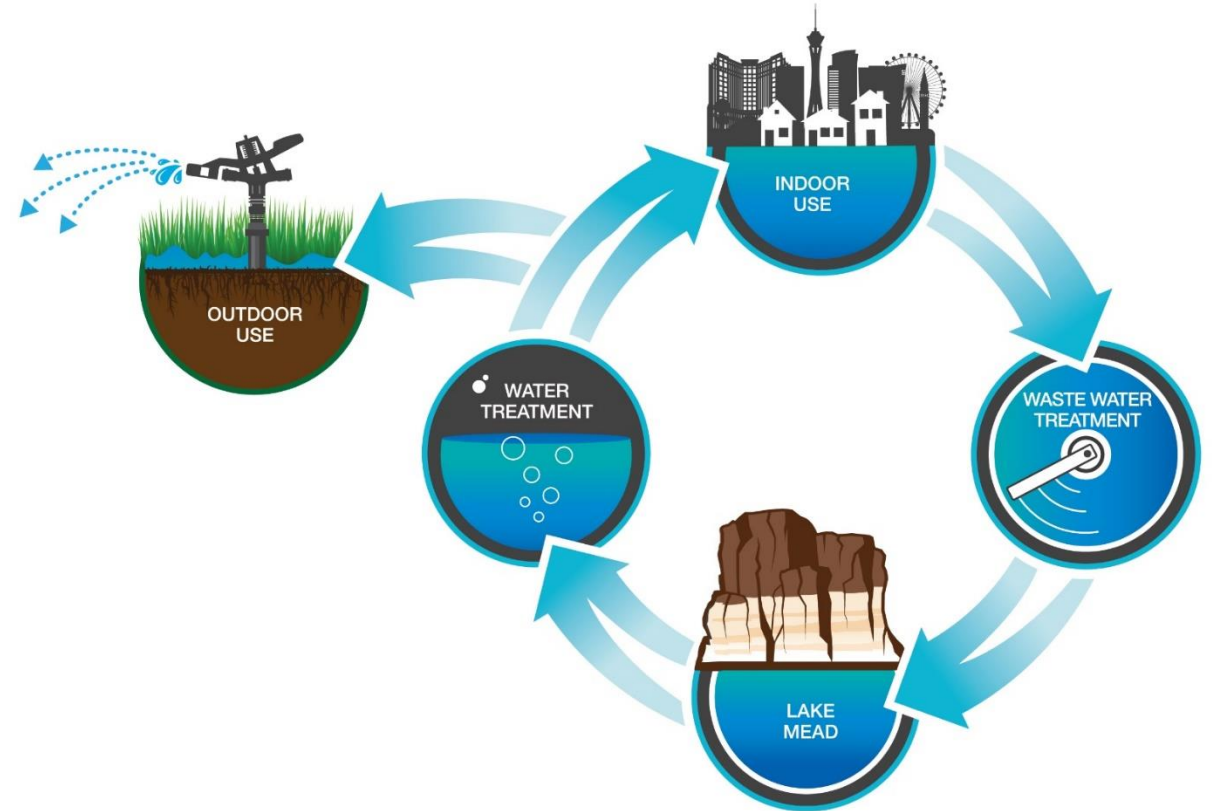 INDOOR
USE
OUTDOOR
USE
WATER
TREATMENT
WASTE WATER
TREATMENT
LAKE
MEAD